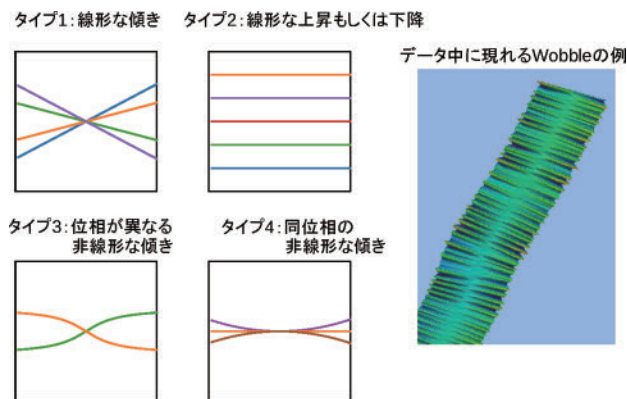 タイプ1：線形な傾き
タイプ2：線形な上昇もしくは下降
データ中に現れるWobbleの例
タイプ3：位相が異なる
非線形な傾き
タイプ4：同位相の
非線形な傾き